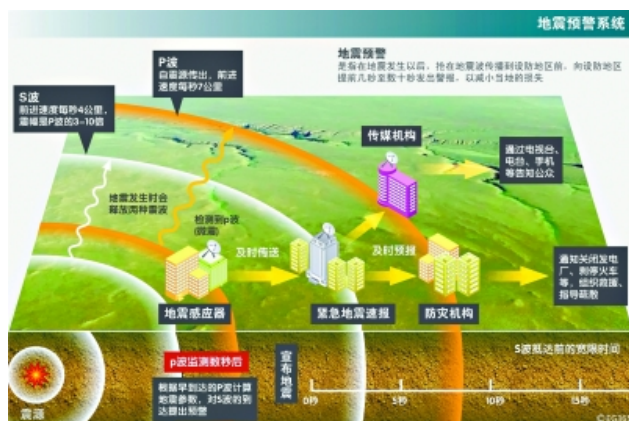 地震预警系统
地震预警
是指在地震发生以后，抢在地震波传播到设防地区前，向设防地区
提前几秒至数十秒发出警报，以减小当地的损失
P波
自震源传出，前进
速度每秒7公里
S波
前进速度每秒4公里，
震幅是P波的3-10倍
传媒机构
通过电视台、
电台、手机
等告知公众
地震发生时会
释放两种震波
检测到p波
(微震)
及时传送
及时预报
通知关闭发电
厂、刹停火车
等，组织救援、
指导疏散
地震感应器
紧急地震速报
防灾机构
p波监测数秒后
根据早到达的P波计算
地震参数，对S波的到
达提出预警
宣布地震
S波抵达前的宽限时间
0秒
5秒
10秒
15秒
震源